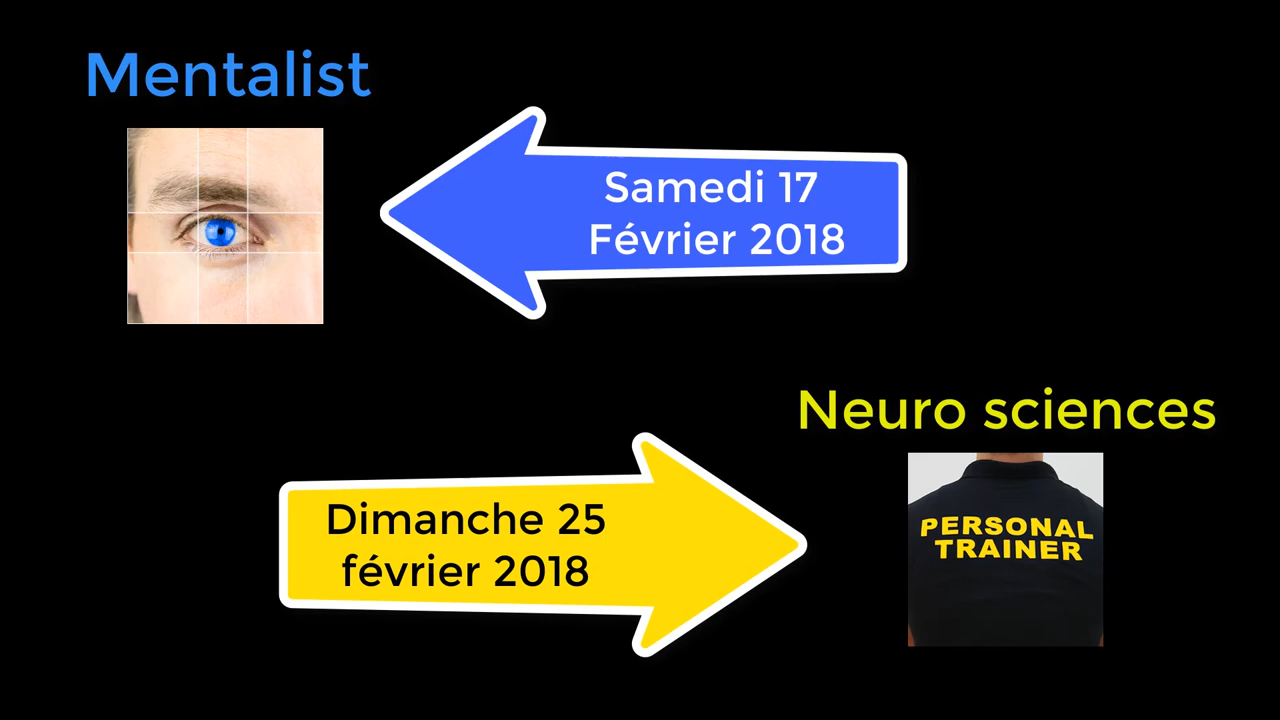 Mentalist
Samedi 17
Février 2018
Neuro sciences
Dimanche 25
février 2018
PERSONAL
TRAINER